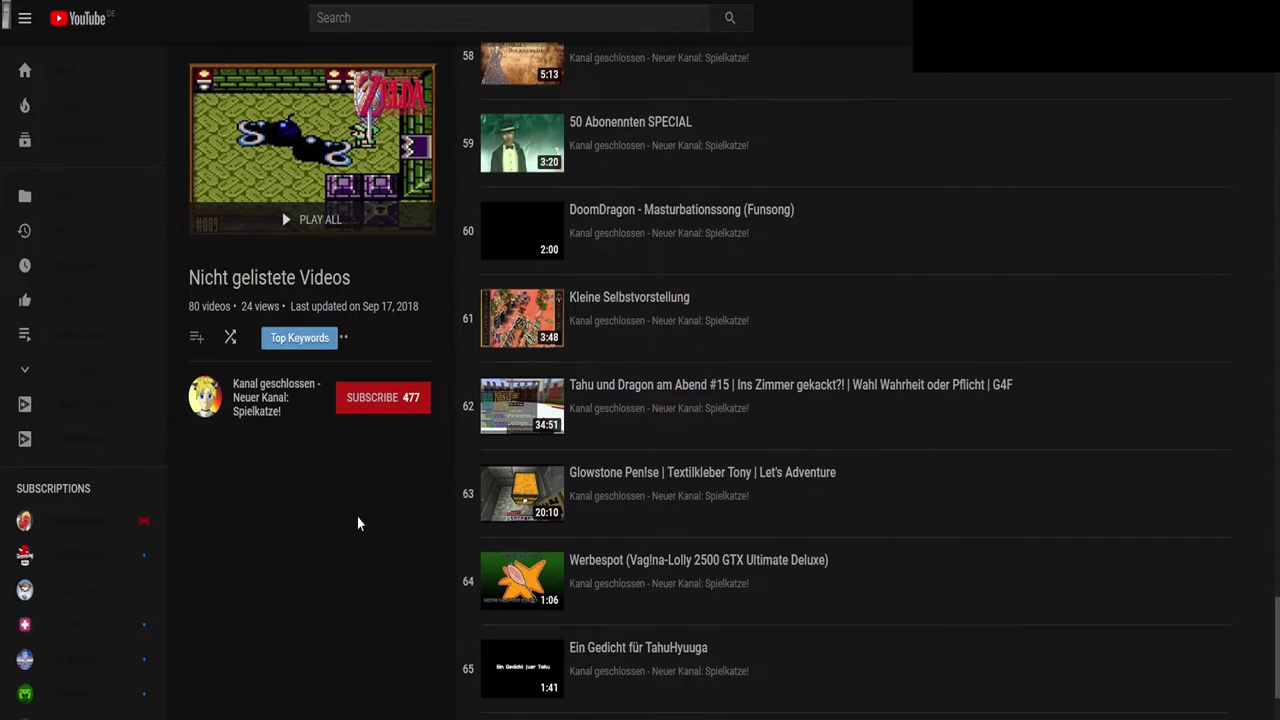 YouTube DE
Search
ZELDA
#009
PLAY ALL
Nicht gelistete Videos
80 videos • 24 views • Last updated on Sep 17, 2018
Top Keywords
Kanal geschlossen -
Neuer Kanal:
Spielkatze!
SUBSCRIBE 477
SUBSCRIPTIONS
58
5:13
Kanal geschlossen - Neuer Kanal: Spielkatze!
59
3:20
50 Abonennten SPECIAL
Kanal geschlossen - Neuer Kanal: Spielkatze!
60
2:00
DoomDragon - Masturbationssong (Funsong)
Kanal geschlossen - Neuer Kanal: Spielkatze!
61
3:48
Kleine Selbstvorstellung
Kanal geschlossen - Neuer Kanal: Spielkatze!
62
34:51
Tahu und Dragon am Abend #15 | Ins Zimmer gekackt?! | Wahl Wahrheit oder Pflicht | G4F
Kanal geschlossen - Neuer Kanal: Spielkatze!
63
20:10
Glowstone Pen!se | Textilkleber Tony | Let's Adventure
Kanal geschlossen - Neuer Kanal: Spielkatze!
64
1:06
Werbespot (Vag!na-Lolly 2500 GTX Ultimate Deluxe)
Kanal geschlossen - Neuer Kanal: Spielkatze!
65
Ein Gedicht fuer Tahu
1:41
Ein Gedicht für TahuHyuuga
Kanal geschlossen - Neuer Kanal: Spielkatze!